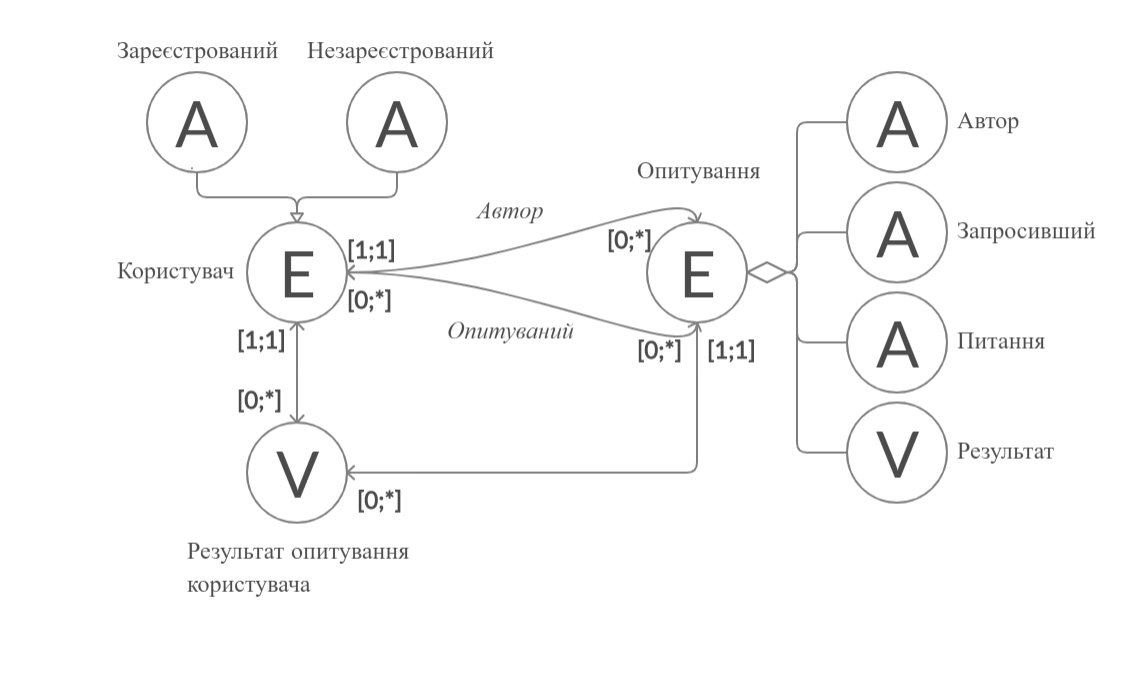 Зареєстрований Незареєстрований
A A
Опитування
A Автор
Автор
[0;*]
A Запросивший
Користувач E [1;1]
[0;*]
E
Опитуваний
[1;1]
[0;*] [1;1]
A Питання
[0;*]
V Результат
V
[0;*]
Результат опитування
користувача